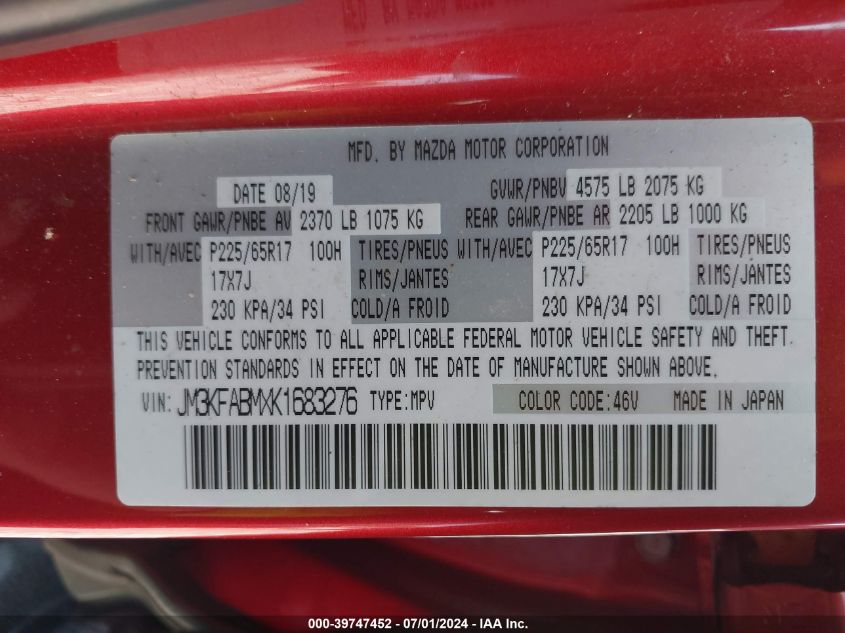 MFD. BY MAZDA MOTOR CORPORATION
DATE 08/19 GVWR/PNBV 4575 LB 2075 KG
FRONT GAWR/PNBE AV 2370 LB 1075 KG REAR GAWR/PNBE AR 2205 LB 1000 KG
WITH/AVEC P225/65R17 100H TIRES/PNEUS WITH/AVEC P225/65R17 100H TIRES/PNEUS
17X7J RIMS/JANTES 17X7J RIMS/JANTES
230 KPA/34 PSI COLD/A FROID 230 KPA/34 PSI COLD/A FROID
THIS VEHICLE CONFORMS TO ALL APPLICABLE FEDERAL MOTOR VEHICLE SAFETY AND THEFT
PREVENTION STANDARDS IN EFFECT ON THE DATE OF MANUFACTURE SHOWN ABOVE.
VIN: JM3KFABMXK1683276 TYPE:MPV COLOR CODE:46V MADE IN JAPAN
000-39747452 - 07/01/2024 - IAA Inc.